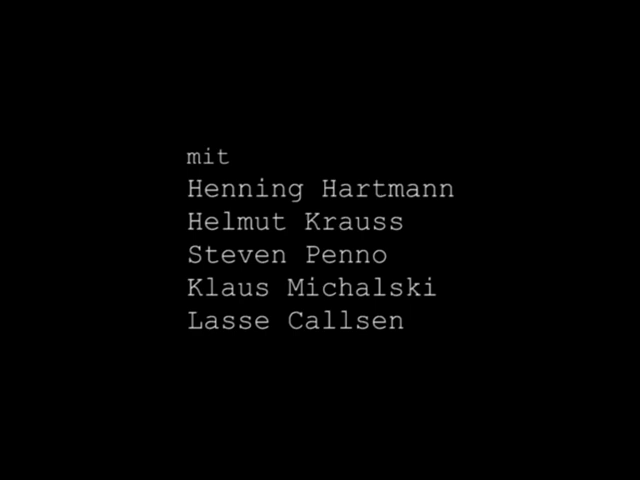 mit
Henning Hartmann
Helmut Krauss
Steven Penno
Klaus Michalski
Lasse Callsen